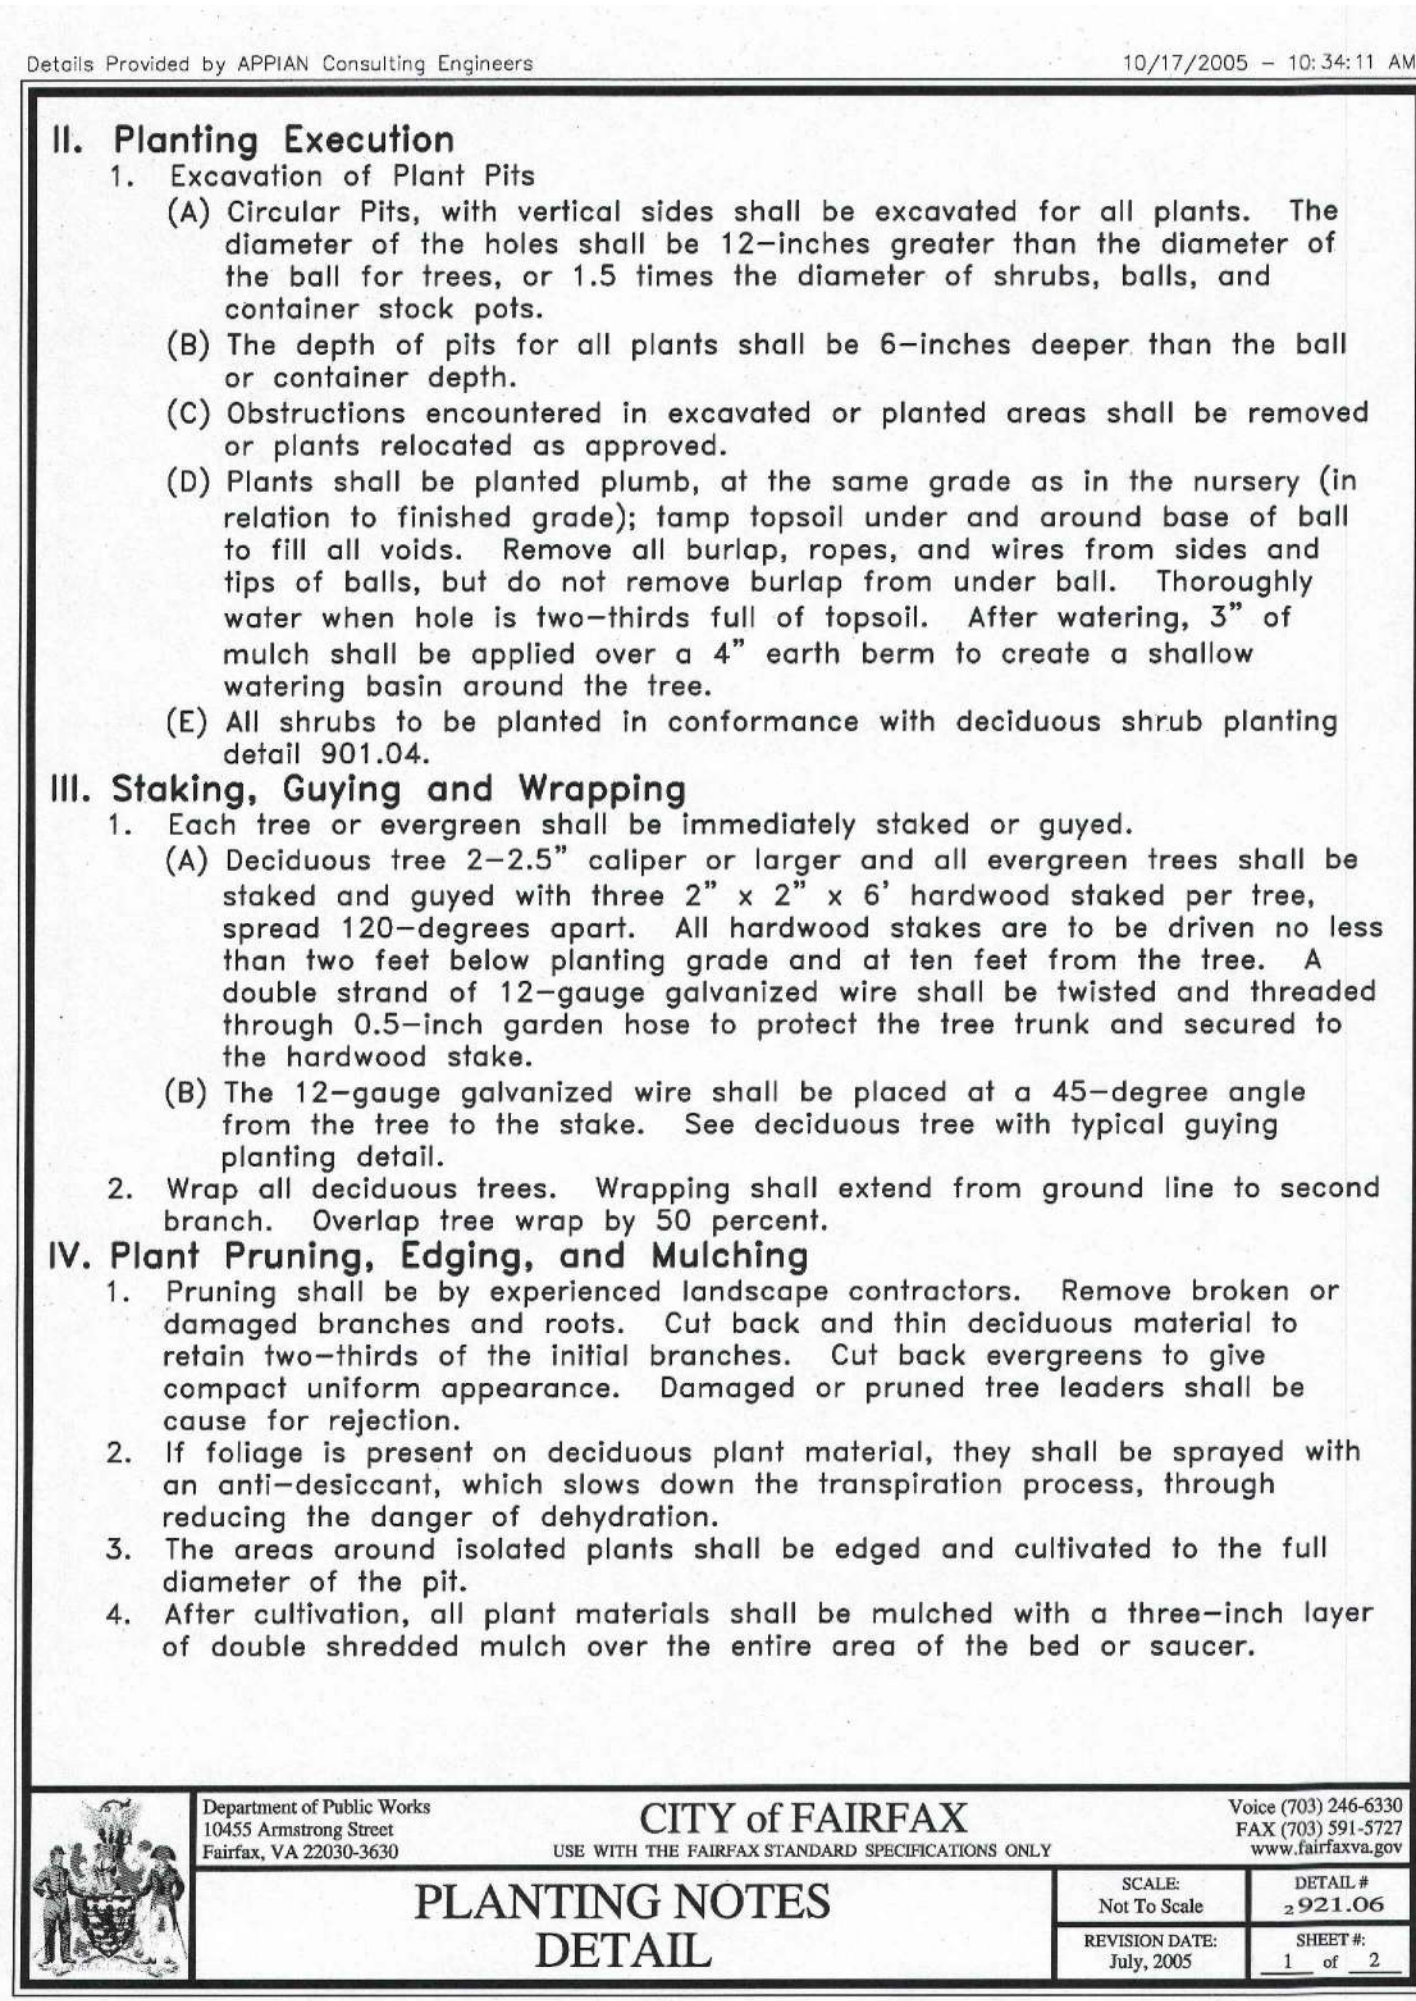 Details Provided by APPIAN Consulting Engineers
10/17/2005 - 10:34:11 AM
II. Planting Execution
1. Excavation of Plant Pits
(A) Circular Pits, with vertical sides shall be excavated for all plants. The
diameter of the holes shall be 12-inches greater than the diameter of
the ball for trees, or 1.5 times the diameter of shrubs, balls, and
container stock pots.
(B) The depth of pits for all plants shall be 6-inches deeper than the ball
or container depth.
(C) Obstructions encountered in excavated or planted areas shall be removed
or plants relocated as approved.
(D) Plants shall be planted plumb, at the same grade as in the nursery (in
relation to finished grade); tamp topsoil under and around base of ball
to fill all voids. Remove all burlap, ropes, and wires from sides and
tips of balls, but do not remove burlap from under ball. Thoroughly
water when hole is two-thirds full of topsoil. After watering, 3” of
mulch shall be applied over a 4” earth berm to create a shallow
watering basin around the tree.
(E) All shrubs to be planted in conformance with deciduous shrub planting
detail 901.04.
III. Staking, Guying and Wrapping
1. Each tree or evergreen shall be immediately staked or guyed.
(A) Deciduous tree 2-2.5” caliper or larger and all evergreen trees shall be
staked and guyed with three 2” x 2” x 6’ hardwood staked per tree,
spread 120-degrees apart. All hardwood stakes are to be driven no less
than two feet below planting grade and at ten feet from the tree. A
double strand of 12-gauge galvanized wire shall be twisted and threaded
through 0.5-inch garden hose to protect the tree trunk and secured to
the hardwood stake.
(B) The 12-gauge galvanized wire shall be placed at a 45-degree angle
from the tree to the stake. See deciduous tree with typical guying
planting detail.
2. Wrap all deciduous trees. Wrapping shall extend from ground line to second
branch. Overlap tree wrap by 50 percent.
IV. Plant Pruning, Edging, and Mulching
1. Pruning shall be by experienced landscape contractors. Remove broken or
damaged branches and roots. Cut back and thin deciduous material to
retain two-thirds of the initial branches. Cut back evergreens to give
compact uniform appearance. Damaged or pruned tree leaders shall be
cause for rejection.
2. If foliage is present on deciduous plant material, they shall be sprayed with
an anti-desiccant, which slows down the transpiration process, through
reducing the danger of dehydration.
3. The areas around isolated plants shall be edged and cultivated to the full
diameter of the pit.
4. After cultivation, all plant materials shall be mulched with a three-inch layer
of double shredded mulch over the entire area of the bed or saucer.
Department of Public Works
10455 Armstrong Street
Fairfax, VA 22030-3630
CITY of FAIRFAX
USE WITH THE FAIRFAX STANDARD SPECIFICATIONS ONLY
Voice (703) 246-6330
FAX (703) 591-5727
www.fairfaxva.gov
PLANTING NOTES
DETAIL
SCALE:
Not To Scale
DETAIL #
2 921.06
REVISION DATE:
July, 2005
SHEET #:
1 of 2